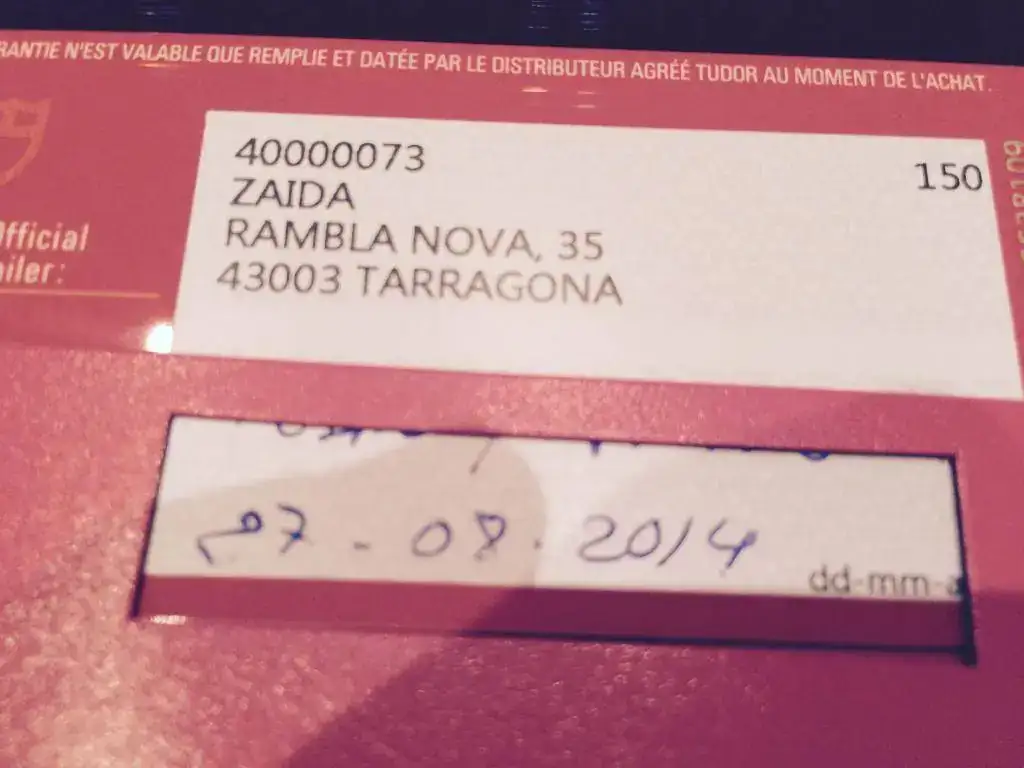 RANTIE N'EST VALABLE QUE REMPLIE ET DATÉE PAR LE DISTRIBUTEUR AGRÉÉ TUDOR AU MOMENT DE L'ACHAT.
40000073
150
ZAIDA
RAMBLA NOVA, 35
43003 TARRAGONA
Official
ailer:
27-08-2014
dd-mm-a